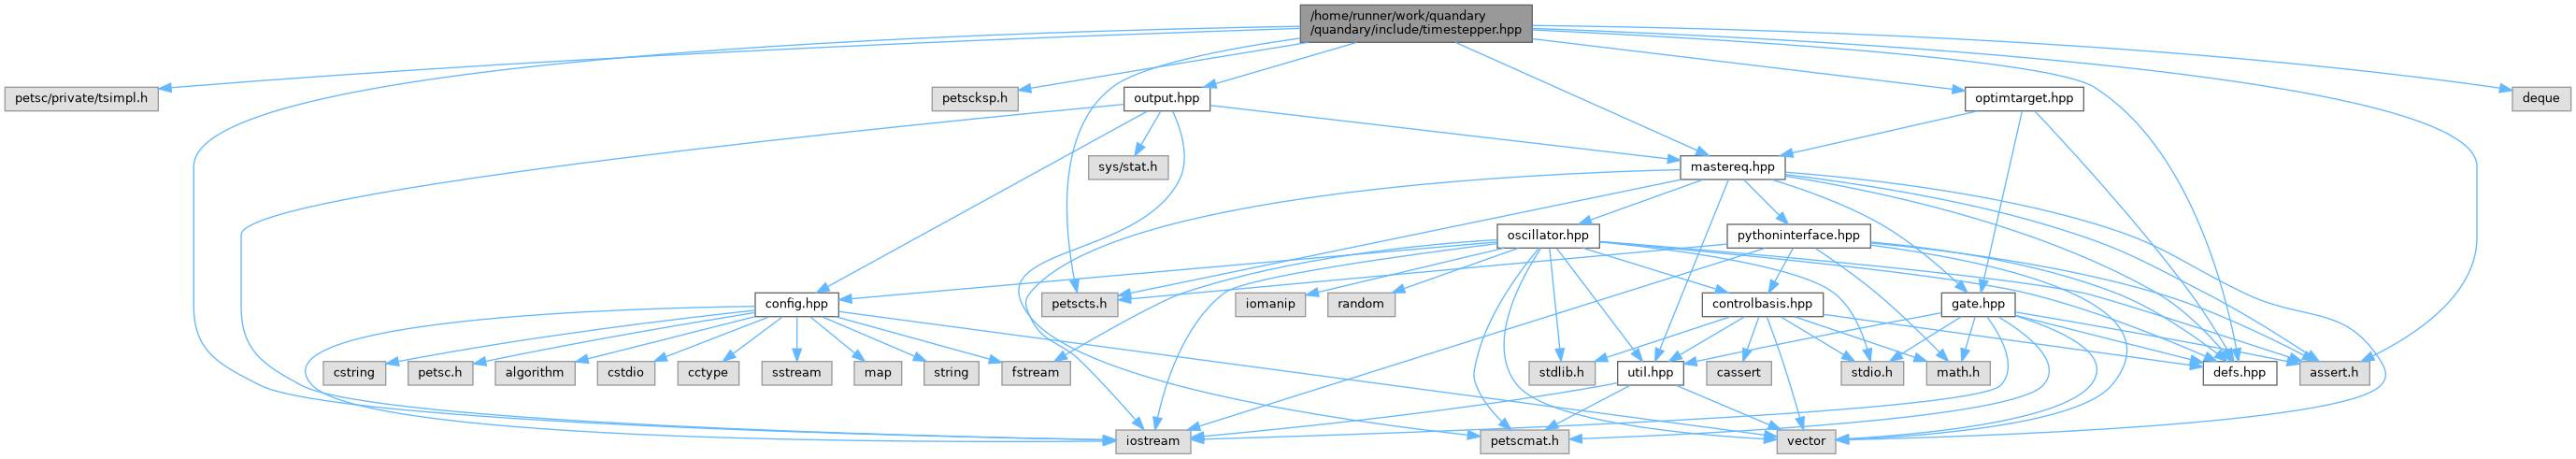 /home/runner/work/quandary
/quandary/include/timestepper.hpp
petsc/private/tsimpl.h
petscksp.h
output.hpp
optimtarget.hpp
deque
sys/stat.h
mastereq.hpp
oscillator.hpp
pythoninterface.hpp
config.hpp
petscts.h
iomanip
random
controlbasis.hpp
gate.hpp
cstring
petsc.h
algorithm
cstdio
cctype
sstream
map
string
fstream
stdlib.h
util.hpp
cassert
stdio.h
math.h
defs.hpp
assert.h
iostream
petscmat.h
vector